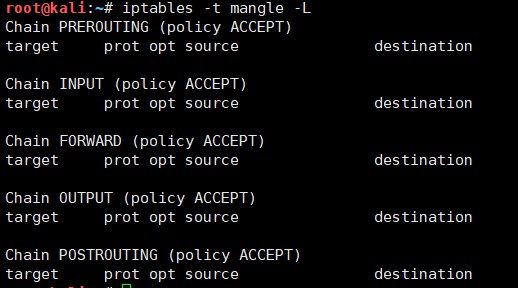 root@kali:~# iptables -t mangle -L
Chain PREROUTING (policy ACCEPT)
target     prot opt source               destination

Chain INPUT (policy ACCEPT)
target     prot opt source               destination

Chain FORWARD (policy ACCEPT)
target     prot opt source               destination

Chain OUTPUT (policy ACCEPT)
target     prot opt source               destination

Chain POSTROUTING (policy ACCEPT)
target     prot opt source               destination